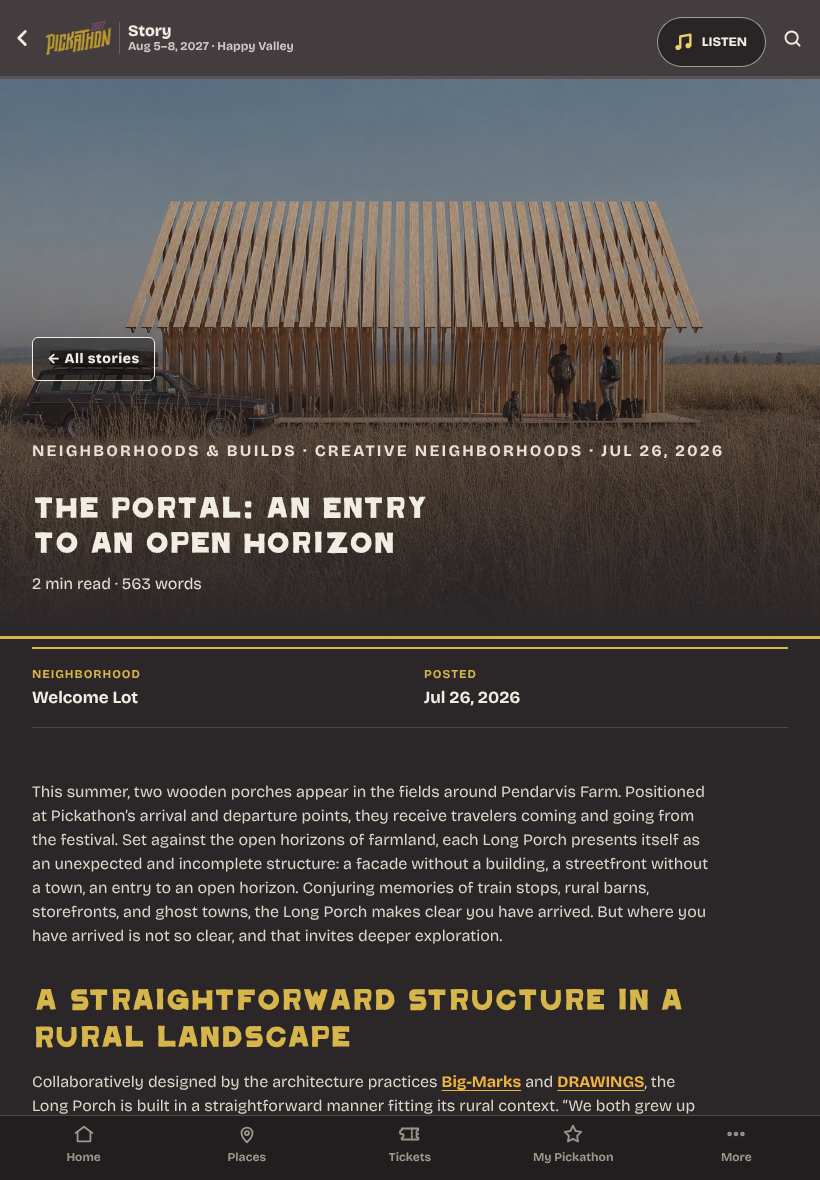 PICKATHON
Story
Aug 5–8, 2027 · Happy Valley
LISTEN
← All stories
NEIGHBORHOODS & BUILDS · CREATIVE NEIGHBORHOODS · JUL 26, 2026
THE PORTAL: AN ENTRY
TO AN OPEN HORIZON
2 min read · 563 words
NEIGHBORHOOD
Welcome Lot
POSTED
Jul 26, 2026
This summer, two wooden porches appear in the fields around Pendarvis Farm. Positioned
at Pickathon's arrival and departure points, they receive travelers coming and going from
the festival. Set against the open horizons of farmland, each Long Porch presents itself as
an unexpected and incomplete structure: a facade without a building, a streetfront without
a town, an entry to an open horizon. Conjuring memories of train stops, rural barns,
storefronts, and ghost towns, the Long Porch makes clear you have arrived. But where you
have arrived is not so clear, and that invites deeper exploration.
A STRAIGHTFORWARD STRUCTURE IN A
RURAL LANDSCAPE
Collaboratively designed by the architecture practices Big-Marks and DRAWINGS, the
Long Porch is built in a straightforward manner fitting its rural context. “We both grew up
Home
Places
Tickets
My Pickathon
More